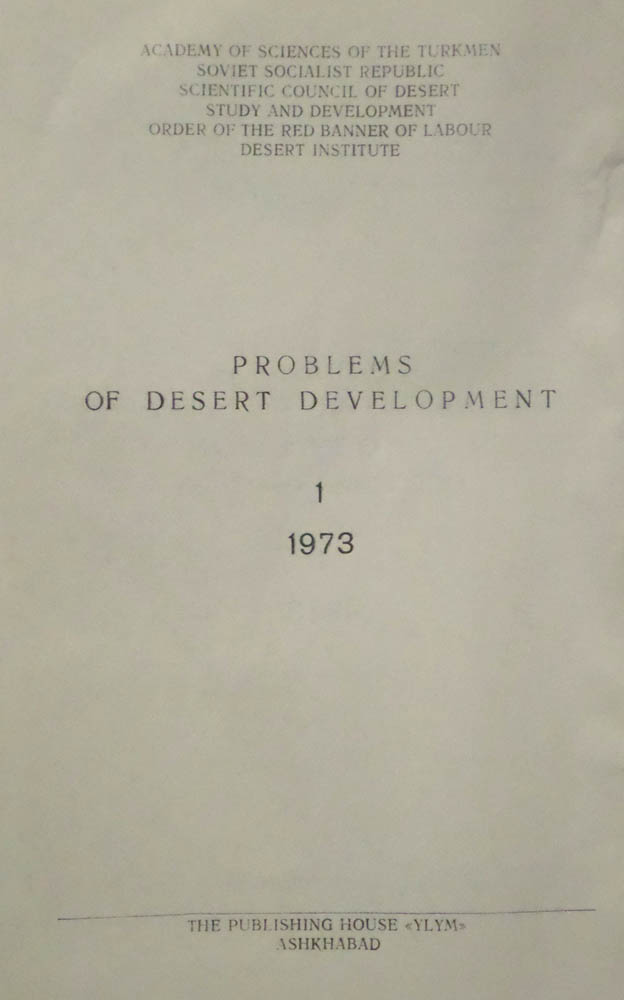 ACADEMY OF SCIENCES OF THE TURKMEN
SOVIET SOCIALIST REPUBLIC
SCIENTIFIC COUNCIL OF DESERT
STUDY AND DEVELOPMENT
ORDER OF THE RED BANNER OF LABOUR
DESERT INSTITUTE
PROBLEMS
OF DESERT DEVELOPMENT
1
1973
THE PUBLISHING HOUSE «YLYM»
ASHKHABAD